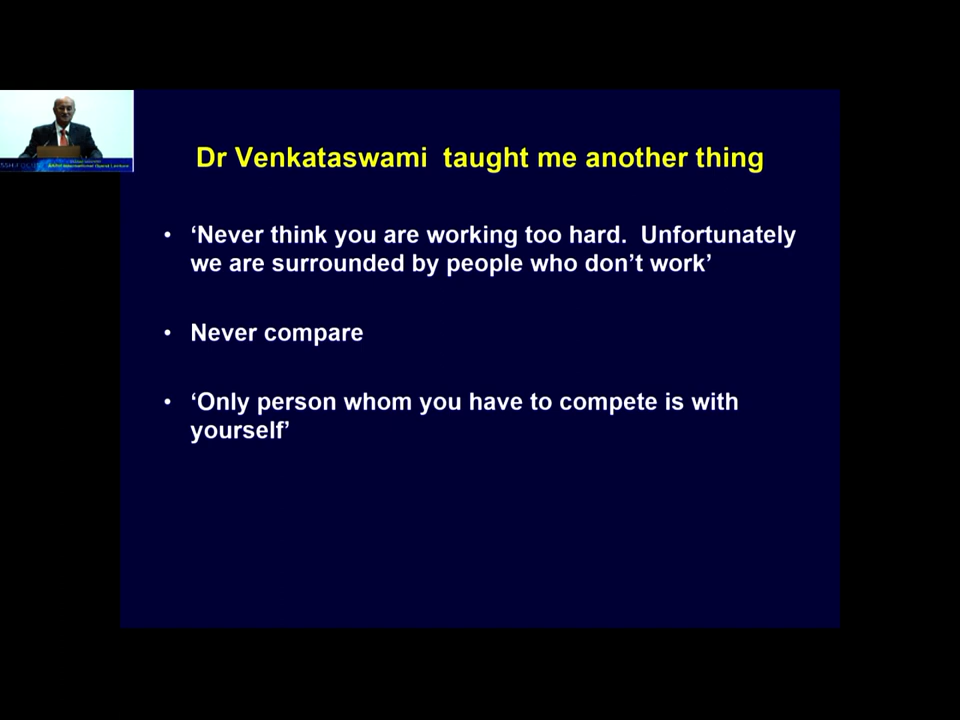 Dr Venkataswami taught me another thing
• ‘Never think you are working too hard. Unfortunately
we are surrounded by people who don’t work’
• Never compare
• ‘Only person whom you have to compete is with
yourself’